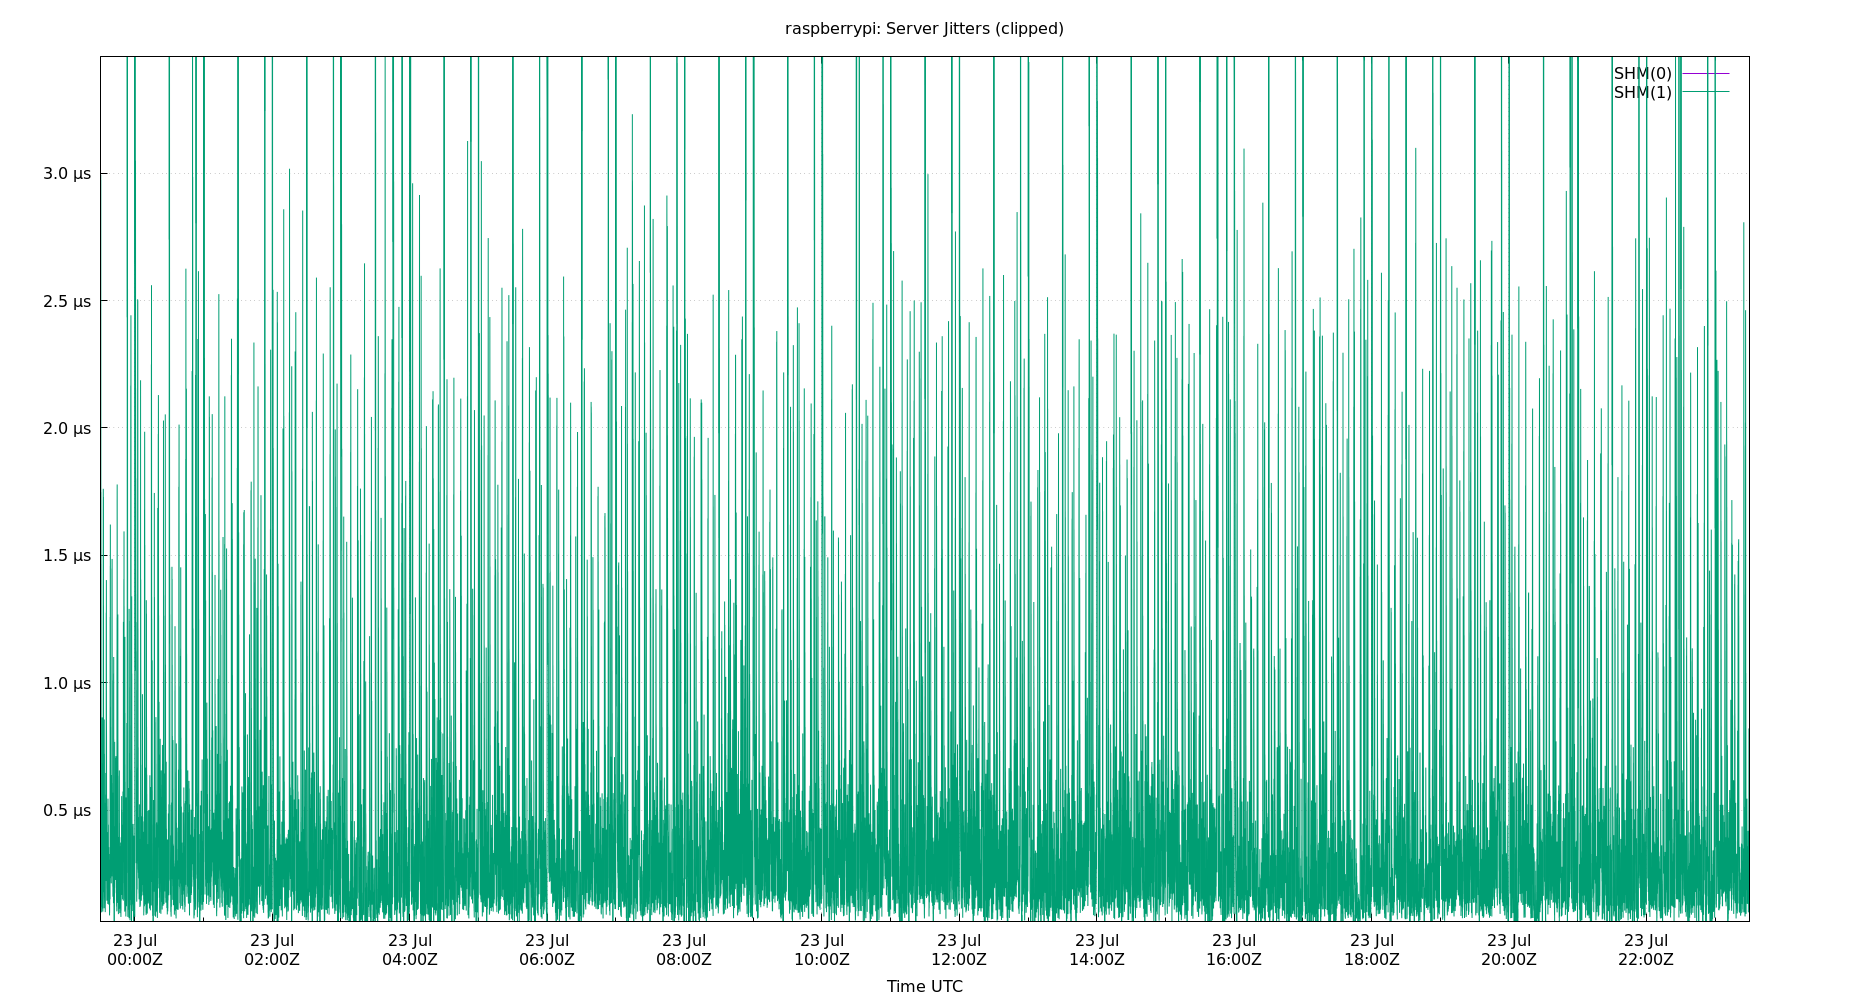 raspberrypi: Server Jitters (clipped)
SHM(0)
SHM(1)
3.0 µs
2.5 µs
2.0 µs
1.5 µs
1.0 µs
0.5 µs
23 Jul 23 Jul 23 Jul 23 Jul 23 Jul 23 Jul 23 Jul 23 Jul 23 Jul 23 Jul 23 Jul 23 Jul
00:00Z 02:00Z 04:00Z 06:00Z 08:00Z 10:00Z 12:00Z 14:00Z 16:00Z 18:00Z 20:00Z 22:00Z
Time UTC